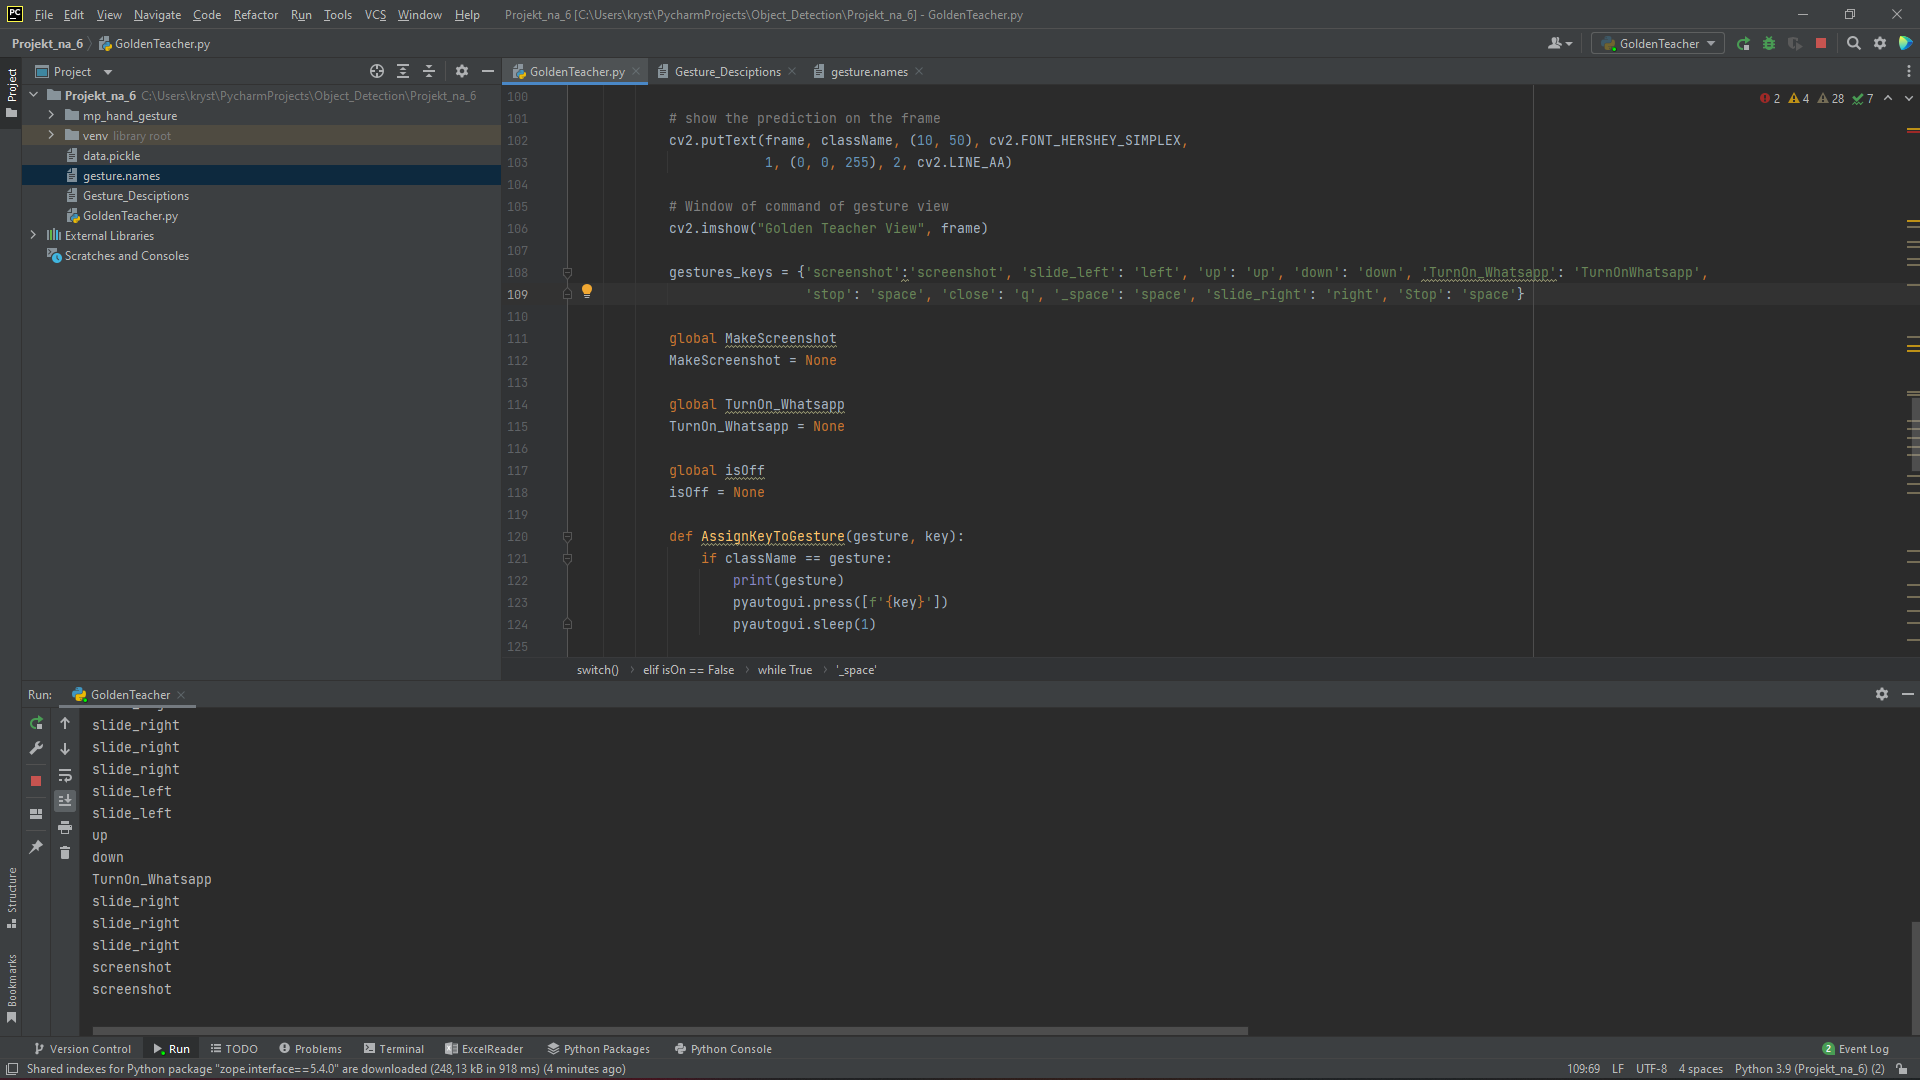 PC File Edit View Navigate Code Refactor Run Tools VCS Window Help Projekt_na_6 [C:\Users\kryst\PycharmProjects\Object_Detection\Projekt_na_6] - GoldenTeacher.py
Projekt_na_6 GoldenTeacher.py GoldenTeacher
Project
Project
GoldenTeacher.py Gesture_Desciptions gesture.names
Projekt_na_6 C:\Users\kryst\PycharmProjects\Object_Detection\Projekt_na_6
mp_hand_gesture
venv library root
data.pickle
gesture.names
Gesture_Desciptions
GoldenTeacher.py
External Libraries
Scratches and Consoles
2 4 28 7
100
101 # show the prediction on the frame
102 cv2.putText(frame, className, (10, 50), cv2.FONT_HERSHEY_SIMPLEX,
103 1, (0, 0, 255), 2, cv2.LINE_AA)
104
105 # Window of command of gesture view
106 cv2.imshow("Golden Teacher View", frame)
107
108 gestures_keys = {'screenshot':'screenshot', 'slide_left': 'left', 'up': 'up', 'down': 'down', 'TurnOn_Whatsapp': 'TurnOnWhatsapp',
109 'stop': 'space', 'close': 'q', '_space': 'space', 'slide_right': 'right', 'Stop': 'space'}
110
111 global MakeScreenshot
112 MakeScreenshot = None
113
114 global TurnOn_Whatsapp
115 TurnOn_Whatsapp = None
116
117 global isOff
118 isOff = None
119
120 def AssignKeyToGesture(gesture, key):
121 if className == gesture:
122 print(gesture)
123 pyautogui.press([f'{key}'])
124 pyautogui.sleep(1)
125
switch() elif isOn == False while True '_space'
Run: GoldenTeacher
slide_right
slide_right
slide_right
slide_left
slide_left
up
down
TurnOn_Whatsapp
slide_right
slide_right
slide_right
screenshot
screenshot
Structure
Bookmarks
Version Control Run TODO Problems Terminal ExcelReader Python Packages Python Console 2 Event Log
Shared indexes for Python package "zope.interface==5.4.0" are downloaded (248,13 kB in 918 ms) (4 minutes ago) 109:69 LF UTF-8 4 spaces Python 3.9 (Projekt_na_6) (2)